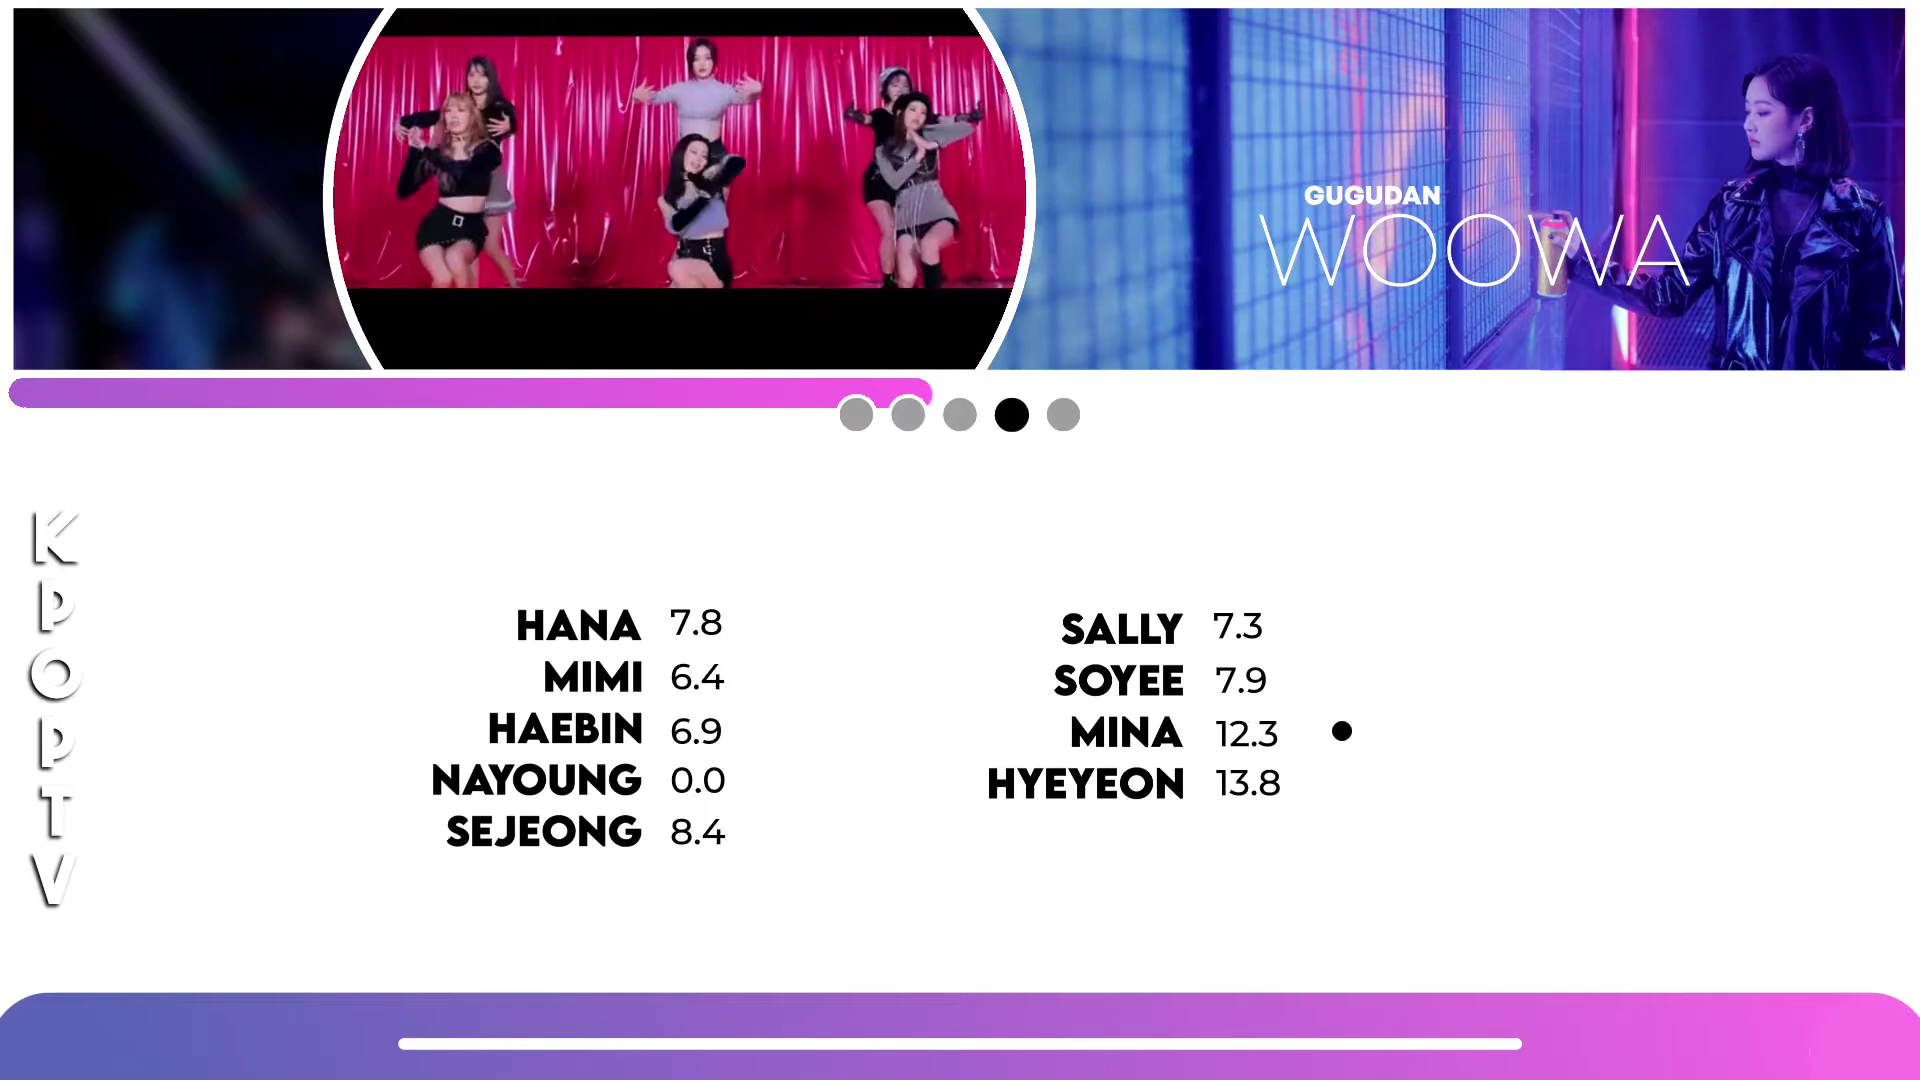 GUGUDAN
WOOWA
KPOPTV
HANA 7.8
MIMI 6.4
HAEBIN 6.9
NAYOUNG 0.0
SEJEONG 8.4
SALLY 7.3
SOYEE 7.9
MINA 12.3
HYEYEON 13.8